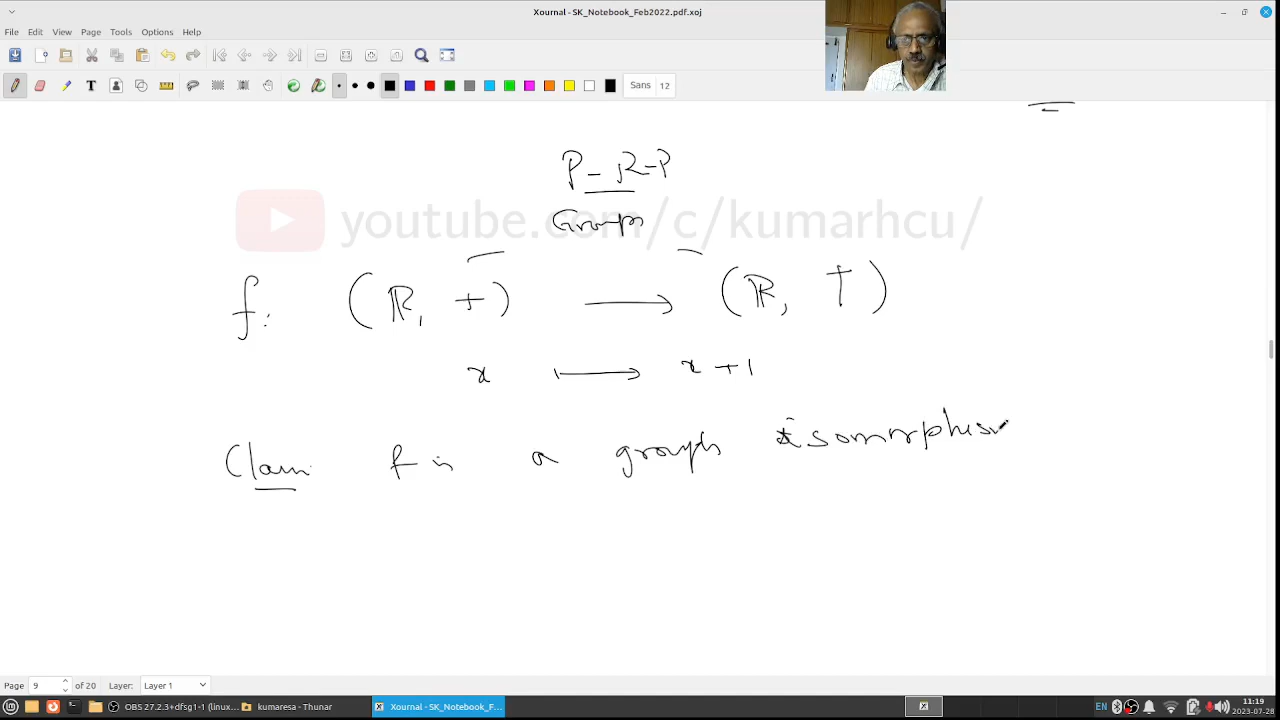 Xournal - SK_Notebook_Feb2022.pdf.xoj
File Edit View Page Tools Options Help
Sans 12
P-R-P
Groups
youtube.com/c/kumarhcu/
f: (ℝ, +) ⟶ (ℝ, †)
x ⟼ x+1
Claim f is a group isomorphism
Page 9 of 20 Layer: Layer 1
OBS 27.2.3+dfsg1-1 (linux... kumaresa - Thunar Xournal - SK_Notebook_F... EN 11:19
2023-07-28